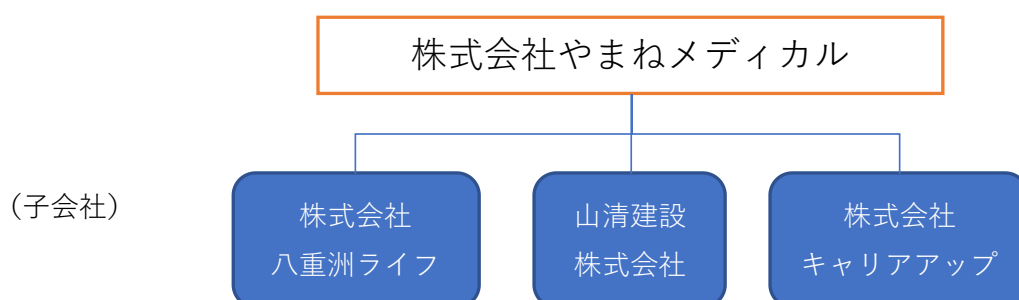 株式会社やまねメディカル
(子会社)
株式会社
八重洲ライフ
山清建設
株式会社
株式会社
キャリアアップ